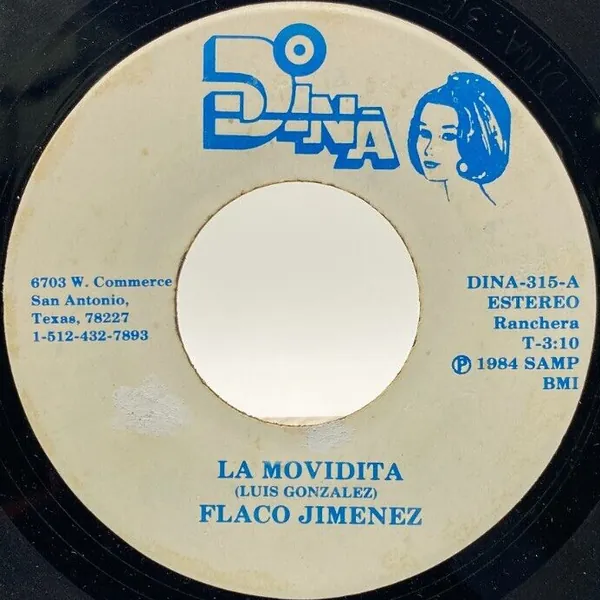 DINA
6703 W. Commerce
San Antonio,
Texas, 78227
1-512-432-7893
DINA-315-A
ESTEREO
Ranchera
T-3:10
Ⓟ 1984 SAMP
BMI
LA MOVIDITA
(LUIS GONZALEZ)
FLACO JIMENEZ